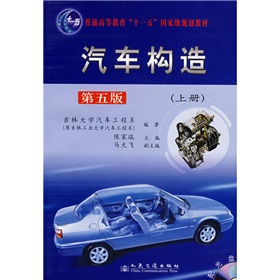 普通高等教育“十一五”国家级规划教材
汽车构造
第五版
(上册)
吉林大学汽车工程系 编著
(原吉林工业大学汽车工程系)
陈家瑞 主编
马天飞 副主编
人民交通出版社
China Communications Press